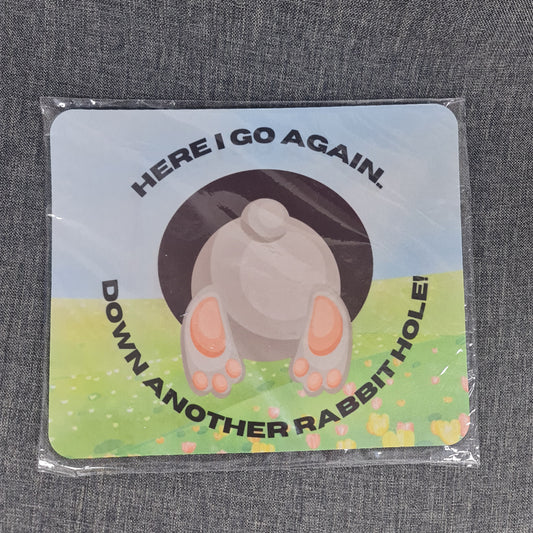 HERE I GO AGAIN.
DOWN ANOTHER RABBIT HOLE!